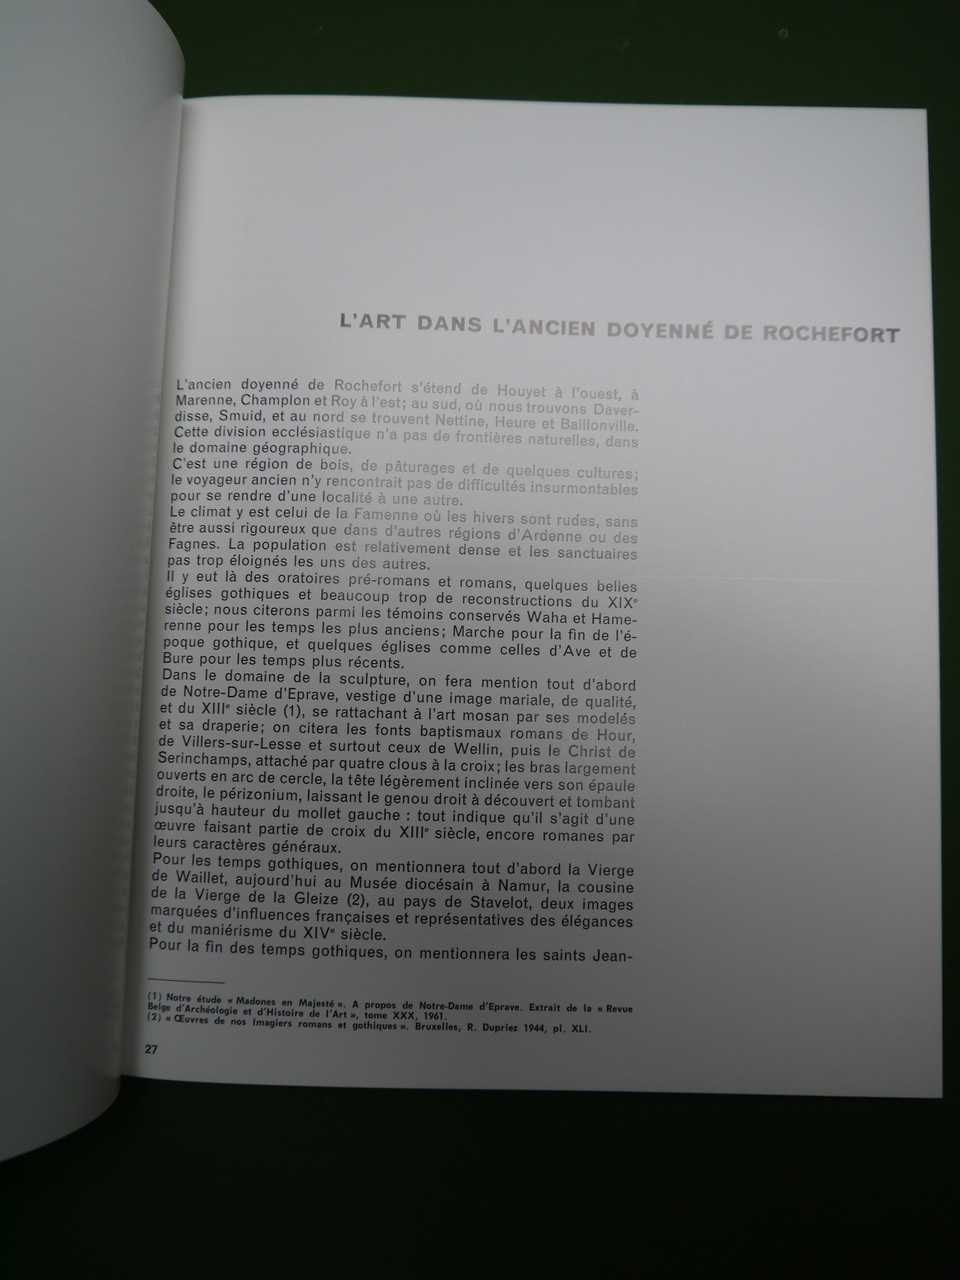 L'ART DANS L'ANCIEN DOYENNÉ DE ROCHEFORT
L'ancien doyenné de Rochefort s'étend de Houyet à l'ouest, à
Marenne, Champlon et Roy à l'est; au sud, où nous trouvons Daver-
disse, Smuid, et au nord se trouvent Nettine, Heure et Baillonville.
Cette division ecclésiastique n'a pas de frontières naturelles, dans
le domaine géographique.
C'est une région de bois, de pâturages et de quelques cultures;
le voyageur ancien n'y rencontrait pas de difficultés insurmontables
pour se rendre d'une localité à une autre.
Le climat y est celui de la Famenne où les hivers sont rudes, sans
être aussi rigoureux que dans d'autres régions d'Ardenne ou des
Fagnes. La population est relativement dense et les sanctuaires
pas trop éloignés les uns des autres.
Il y eut là des oratoires pré-romans et romans, quelques belles
églises gothiques et beaucoup trop de reconstructions du XIXe
siècle; nous citerons parmi les témoins conservés Waha et Hame-
renne pour les temps les plus anciens; Marche pour la fin de l'é-
poque gothique, et quelques églises comme celles d'Ave et de
Bure pour les temps plus récents.
Dans le domaine de la sculpture, on fera mention tout d'abord
de Notre-Dame d'Eprave, vestige d'une image mariale, de qualité,
et du XIIIe siècle (1), se rattachant à l'art mosan par ses modelés
et sa draperie; on citera les fonts baptismaux romans de Hour,
de Villers-sur-Lesse et surtout ceux de Wellin, puis le Christ de
Serinchamps, attaché par quatre clous à la croix; les bras largement
ouverts en arc de cercle, la tête légèrement inclinée vers son épaule
droite, le périzonium, laissant le genou droit à découvert et tombant
jusqu'à hauteur du mollet gauche : tout indique qu'il s'agit d'une
œuvre faisant partie de croix du XIIIe siècle, encore romanes par
leurs caractères généraux.
Pour les temps gothiques, on mentionnera tout d'abord la Vierge
de Waillet, aujourd'hui au Musée diocésain à Namur, la cousine
de la Vierge de la Gleize (2), au pays de Stavelot, deux images
marquées d'influences françaises et représentatives des élégances
et du maniérisme du XIVe siècle.
Pour la fin des temps gothiques, on mentionnera les saints Jean-
(1) Notre étude « Madones en Majesté ». A propos de Notre-Dame d'Eprave. Extrait de la « Revue
Belge d'Archéologie et d'Histoire de l'Art », tome XXX, 1961.
(2) « Œuvres de nos Imagiers romans et gothiques ». Bruxelles, R. Dupriez 1944, pl. XLI.
27